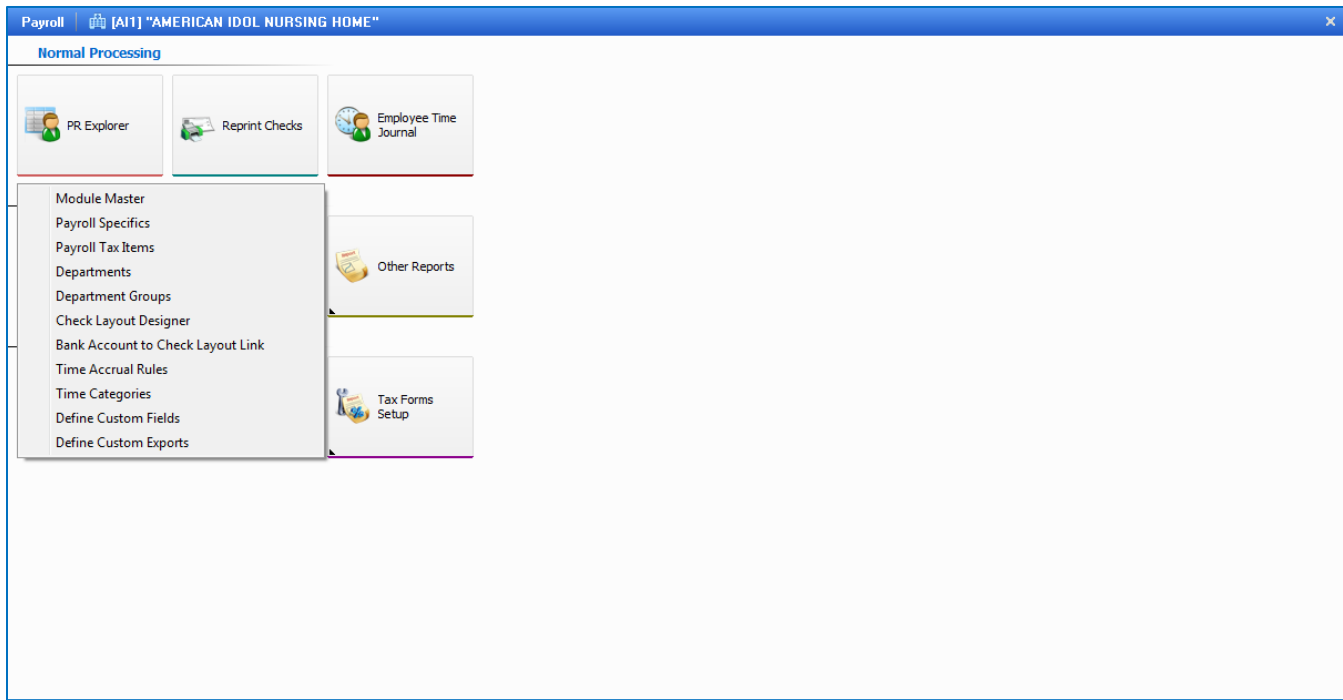 Payroll [AI1] "AMERICAN IDOL NURSING HOME"
Normal Processing
PR Explorer
Reprint Checks
Employee Time
Journal
Module Master
Payroll Specifics
Payroll Tax Items
Departments
Department Groups
Check Layout Designer
Bank Account to Check Layout Link
Time Accrual Rules
Time Categories
Define Custom Fields
Define Custom Exports
Other Reports
Tax Forms
Setup